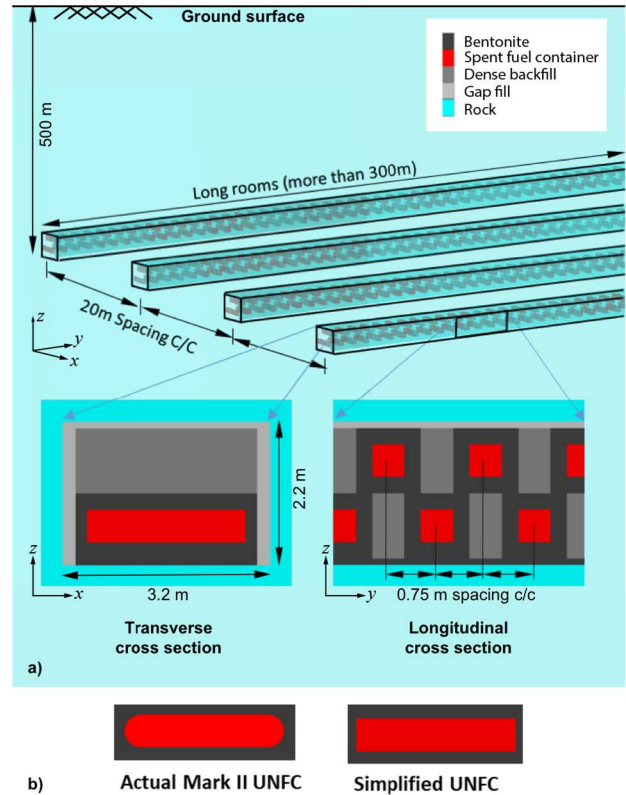 Ground surface
Bentonite
Spent fuel container
Dense backfill
Gap fill
Rock
500 m
Long rooms (more than 300m)
20m Spacing C/C
z
y
x
2.2 m
z
x
3.2 m
z
y
0.75 m spacing c/c
Transverse
cross section
Longitudinal
cross section
a)
b)
Actual Mark II UNFC
Simplified UNFC